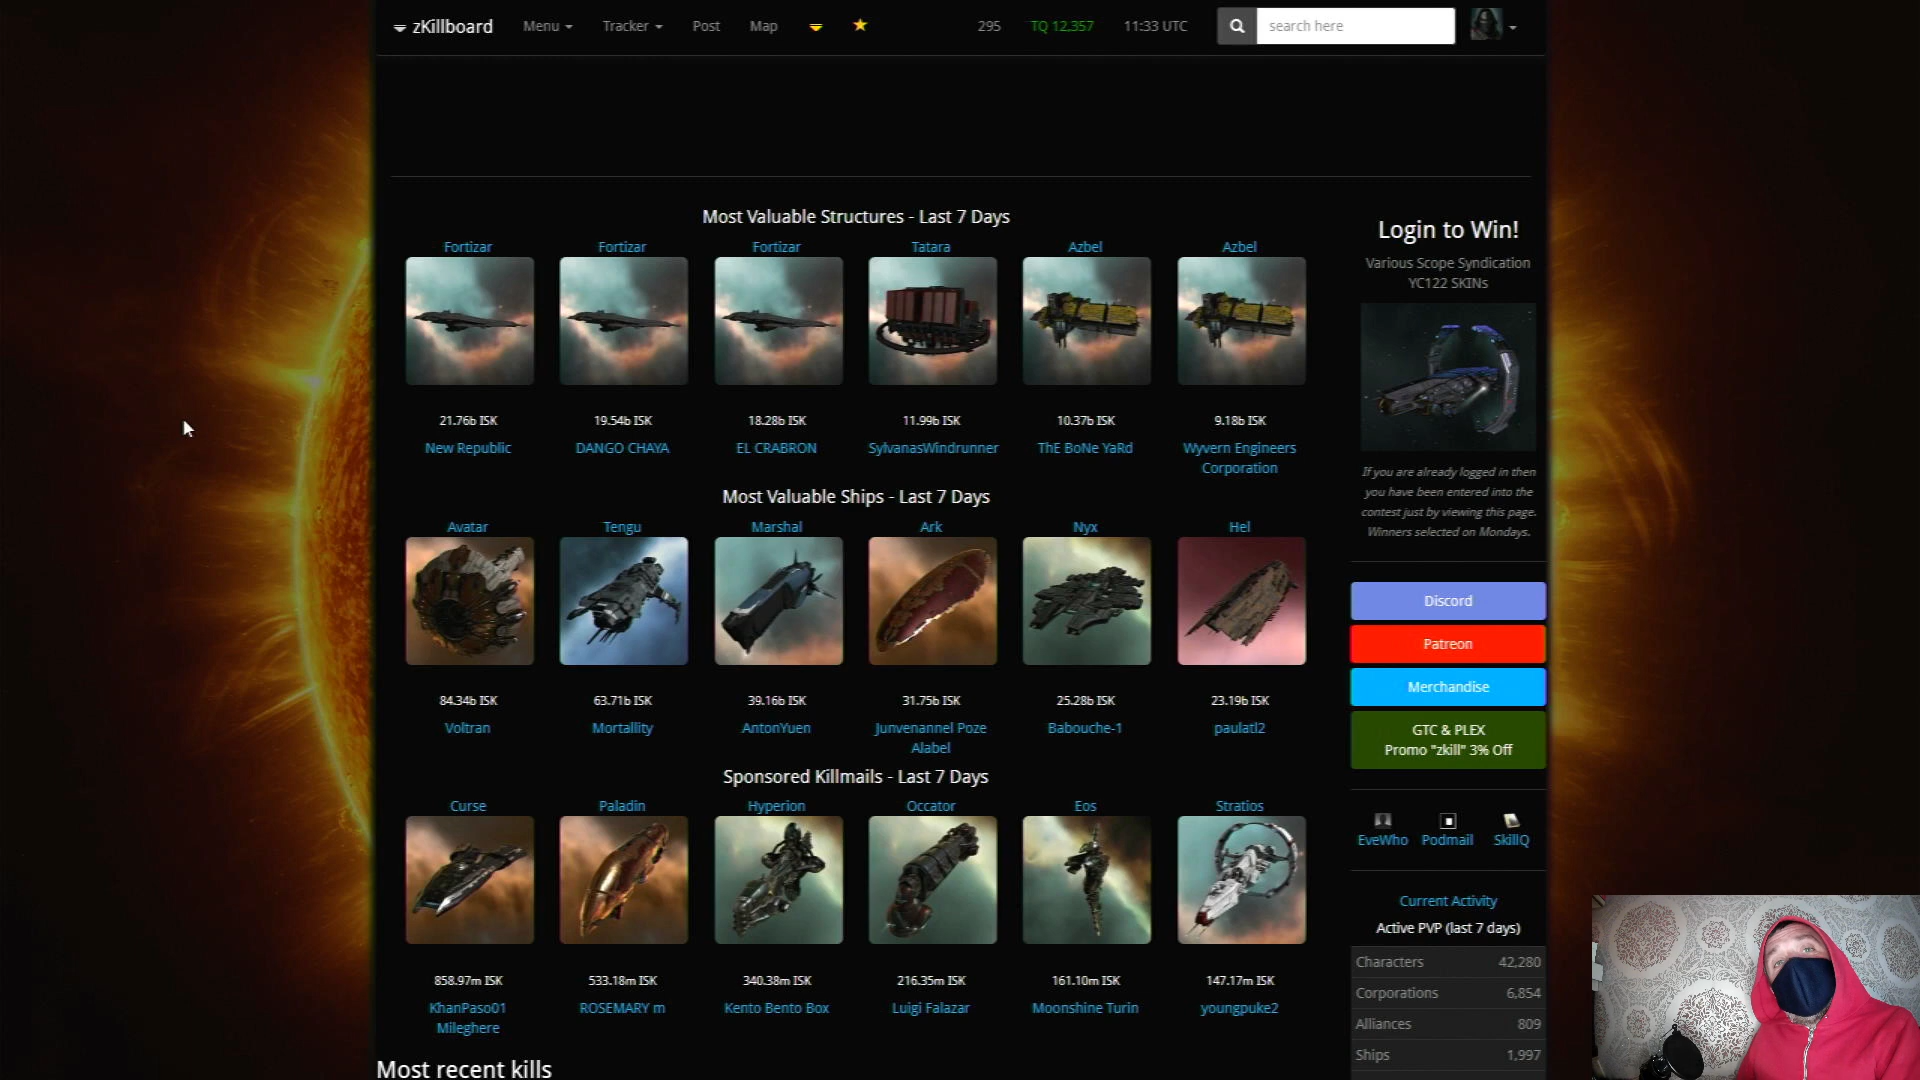 zKillboard Menu Tracker Post Map 295 TQ 12,357 11:33 UTC search here
Most Valuable Structures - Last 7 Days
Fortizar Fortizar Fortizar Tatara Azbel Azbel
21.76b ISK 19.54b ISK 18.28b ISK 11.99b ISK 10.37b ISK 9.18b ISK
New Republic DANGO CHAYA EL CRABRON SylvanasWindrunner ThE BoNe YaRd Wyvern Engineers
Corporation
Most Valuable Ships - Last 7 Days
Avatar Tengu Marshal Ark Nyx Hel
84.34b ISK 63.71b ISK 39.16b ISK 31.75b ISK 25.28b ISK 23.19b ISK
Voltran Mortallity AntonYuen Junvenannel Poze Babouche-1 paulatl2
Alabel
Sponsored Killmails - Last 7 Days
Curse Paladin Hyperion Occator Eos Stratios
858.97m ISK 533.18m ISK 340.38m ISK 216.35m ISK 161.10m ISK 147.17m ISK
KhanPaso01 ROSEMARY m Kento Bento Box Luigi Falazar Moonshine Turin youngpuke2
Mileghere
Most recent kills
Login to Win!
Various Scope Syndication
YC122 SKINs
If you are already logged in then
you have been entered into the
contest just by viewing this page.
Winners selected on Mondays.
Discord
Patreon
Merchandise
GTC & PLEX
Promo "zkill" 3% Off
EveWho Podmail SkillQ
Current Activity
Active PVP (last 7 days)
Characters 42,280
Corporations 6,854
Alliances 809
Ships 1,997